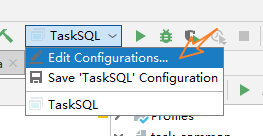 TaskSQL
Edit Configurations...
Save 'TaskSQL' Configuration
TaskSQL
Profiles
task-common